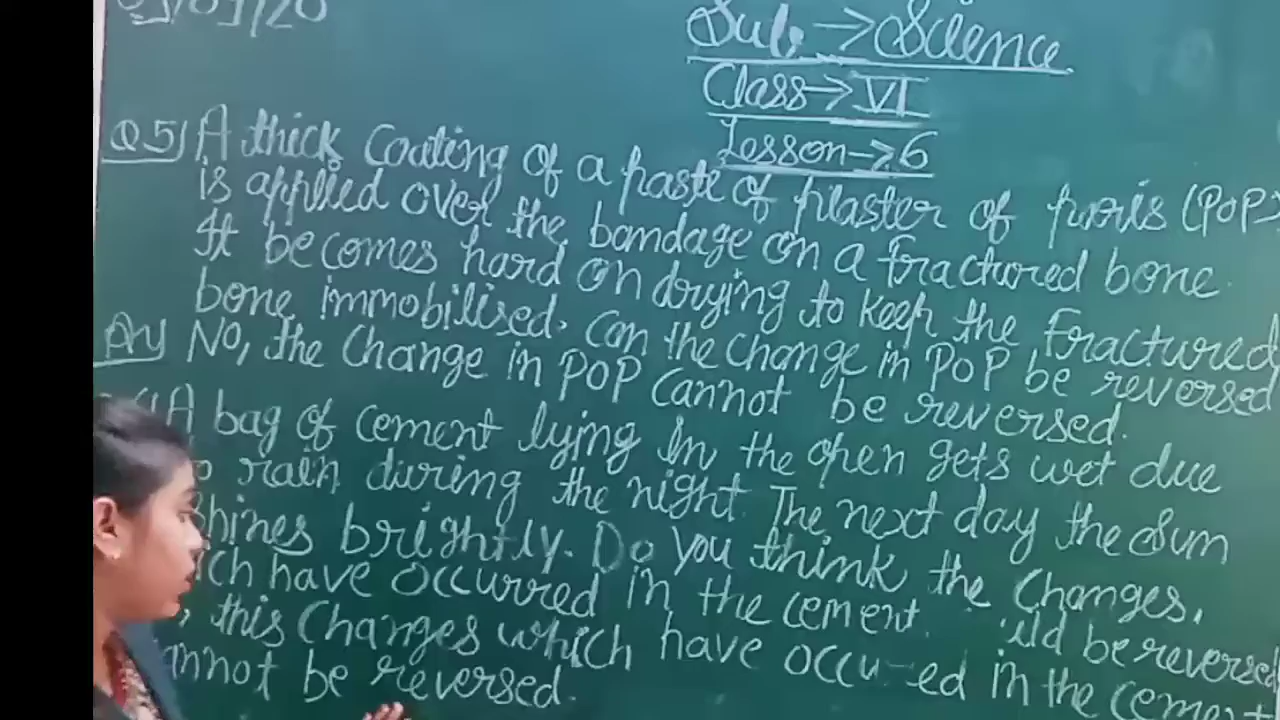 Sub. → Science
Class → VI
Lesson → 6
Q5) A thick coating of a paste of plaster of paris (POP)
is applied over the bandage on a fractured bone.
It becomes hard on drying to keep the fractured
bone immobilised. Can the change in POP be reversed
Ans No, the change in POP cannot be reversed.
A bag of cement lying in the open gets wet due
rain during the night. The next day the sun
shines brightly. Do you think the changes,
have occurred in the cement. be reversed
, this changes which have occurred in the cement
cannot be reversed.